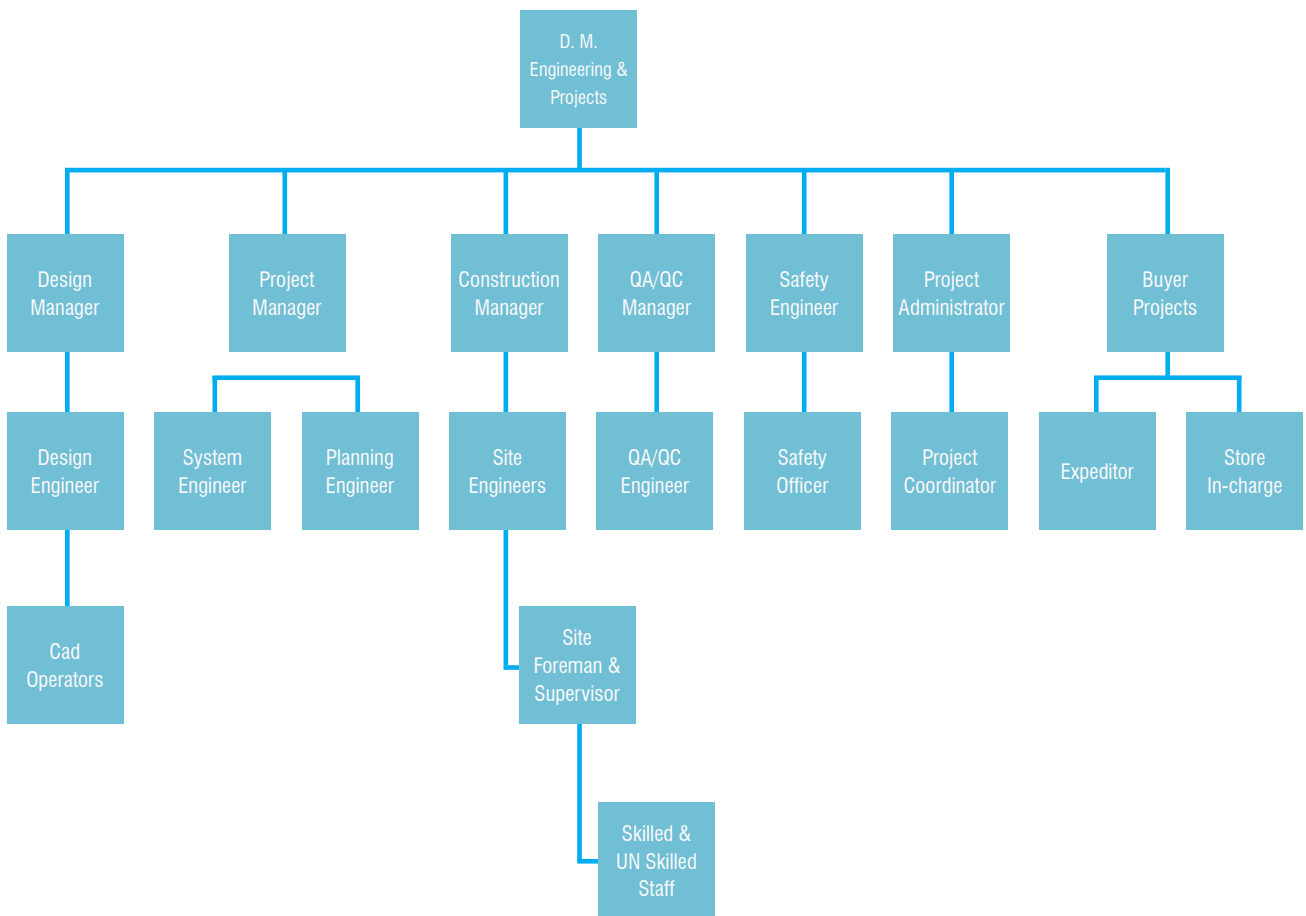 D. M.
Engineering &
Projects
Design
Manager
Project
Manager
Construction
Manager
QA/QC
Manager
Safety
Engineer
Project
Administrator
Buyer
Projects
Design
Engineer
System
Engineer
Planning
Engineer
Site
Engineers
QA/QC
Engineer
Safety
Officer
Project
Coordinator
Expeditor
Store
In-charge
Cad
Operators
Site
Foreman &
Supervisor
Skilled &
UN Skilled
Staff